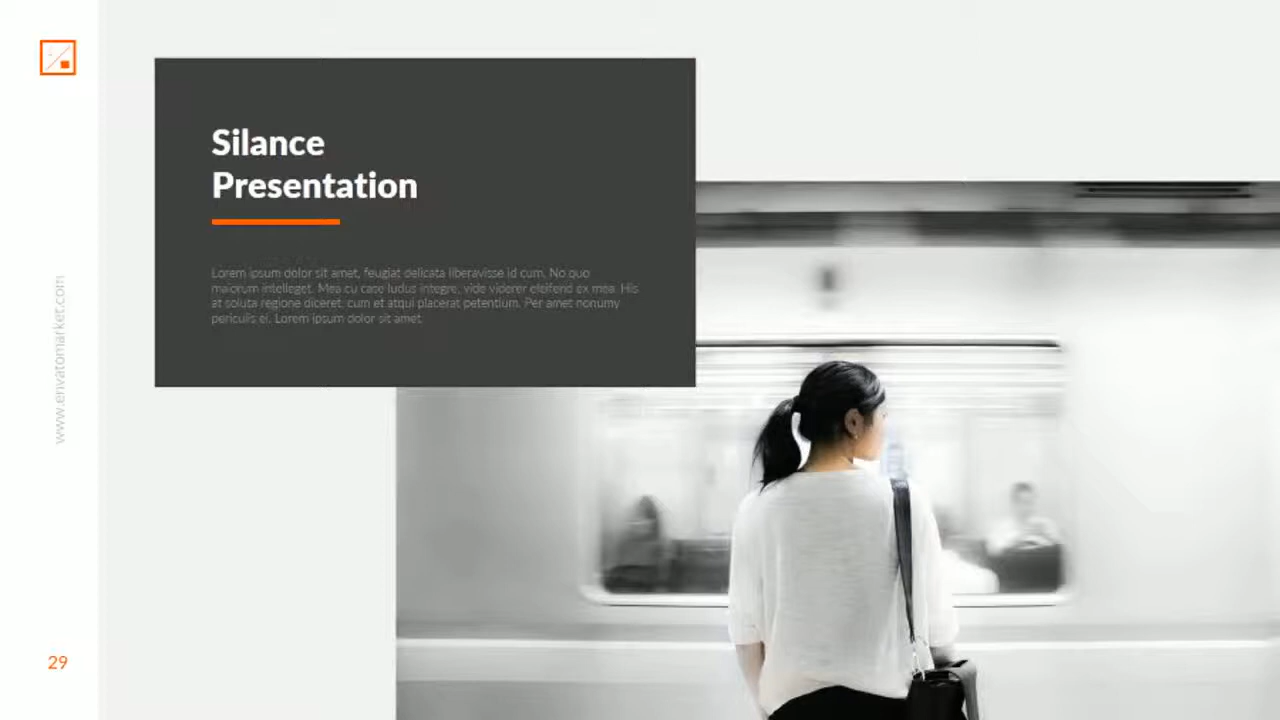 Silance
Presentation
Lorem ipsum dolor sit amet, feugiat delicata liberavisse id cum. No quo
maiorum intelleget. Mea cu case ludus integre, vide viderer eleifend ex mea. His
at soluta regione diceret, cum et atqui placerat petentium. Per amet nonumy
periculis ei. Lorem ipsum dolor sit amet
www.envatomarket.com
29